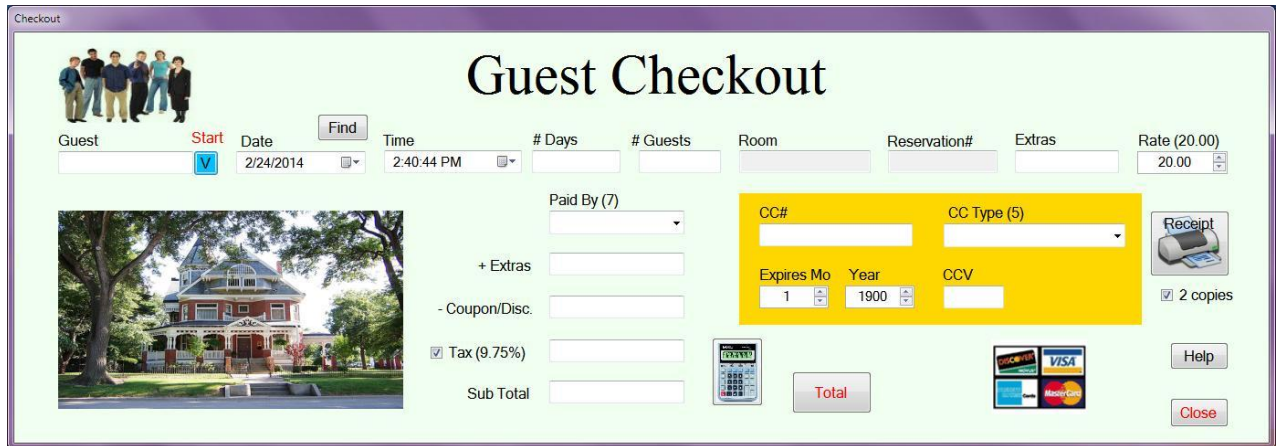 Checkout
Guest Checkout
Guest
Start
Date
Find
Time
# Days
# Guests
Room
Reservation#
Extras
Rate (20.00)
V
2/24/2014
2:40:44 PM
20.00
Paid By (7)
CC#
CC Type (5)
Receipt
+ Extras
Expires Mo
Year
CCV
1
1900
2 copies
- Coupon/Disc.
Tax (9.75%)
Sub Total
Total
DISCOVER
VISA
Cards
MasterCard
Help
Close